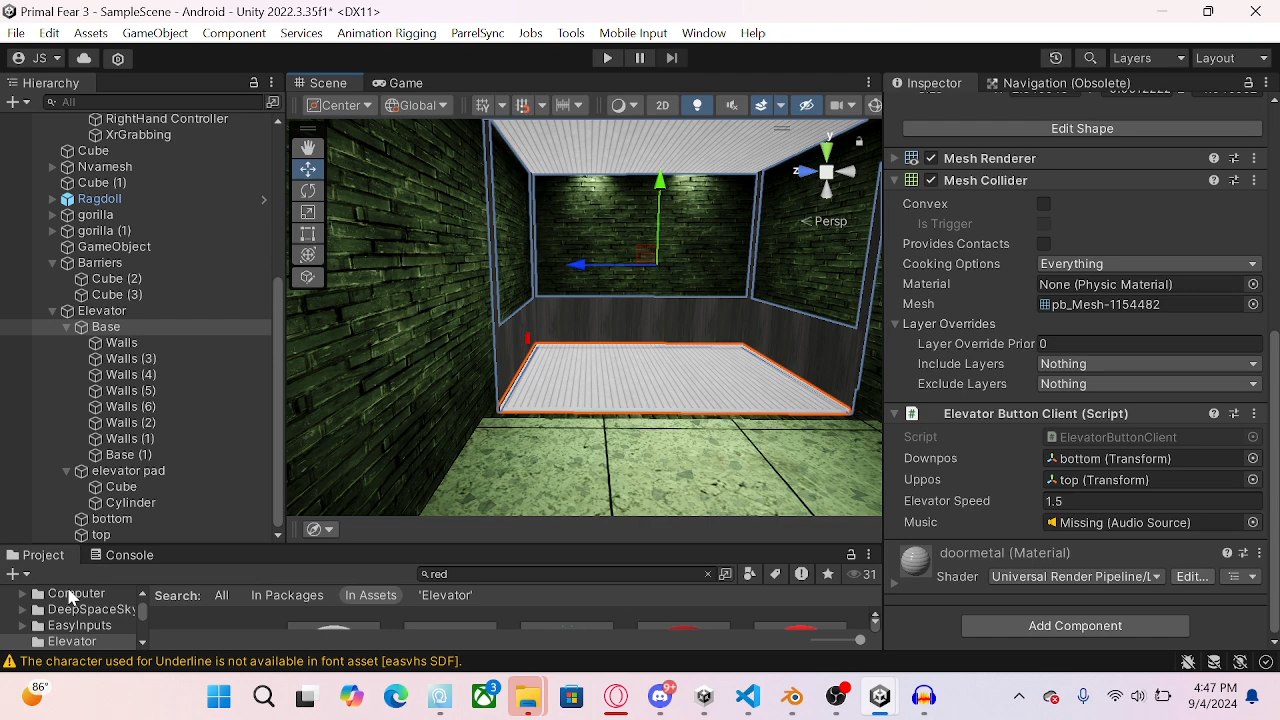 Primal Fear 3 - SampleScene - Android - Unity 2022.3.35f1* <DX11>
File Edit Assets GameObject Component Services Animation Rigging ParrelSync Jobs Tools Mobile Input Window Help
JS Layers Layout
Hierarchy Scene Game Inspector Navigation (Obsolete)
All Center Global 2D
RightHand Controller
XrGrabbing
Cube
Nvamesh
Cube (1)
Ragdoll
gorilla
gorilla (1)
GameObject
Barriers
Cube (2)
Cube (3)
Elevator
Base
Walls
Walls (3)
Walls (4)
Walls (5)
Walls (6)
Walls (2)
Walls (1)
Base (1)
elevator pad
Cube
Cylinder
bottom
top
y
z
Persp
Edit Shape
Mesh Renderer
Mesh Collider
Convex
Is Trigger
Provides Contacts
Cooking Options Everything
Material None (Physic Material)
Mesh pb_Mesh-1154482
Layer Overrides
Layer Override Prior 0
Include Layers Nothing
Exclude Layers Nothing
Elevator Button Client (Script)
Script ElevatorButtonClient
Downpos bottom (Transform)
Uppos top (Transform)
Elevator Speed 1.5
Music Missing (Audio Source)
doormetal (Material)
Shader Universal Render Pipeline/L Edit...
Add Component
Project Console
red 31
Computer
DeepSpaceSky
EasyInputs
Elevator
Search: All In Packages In Assets 'Elevator'
The character used for Underline is not available in font asset [easvhs SDF].
86° 3 9+ 4:47 PM
9/4/2024